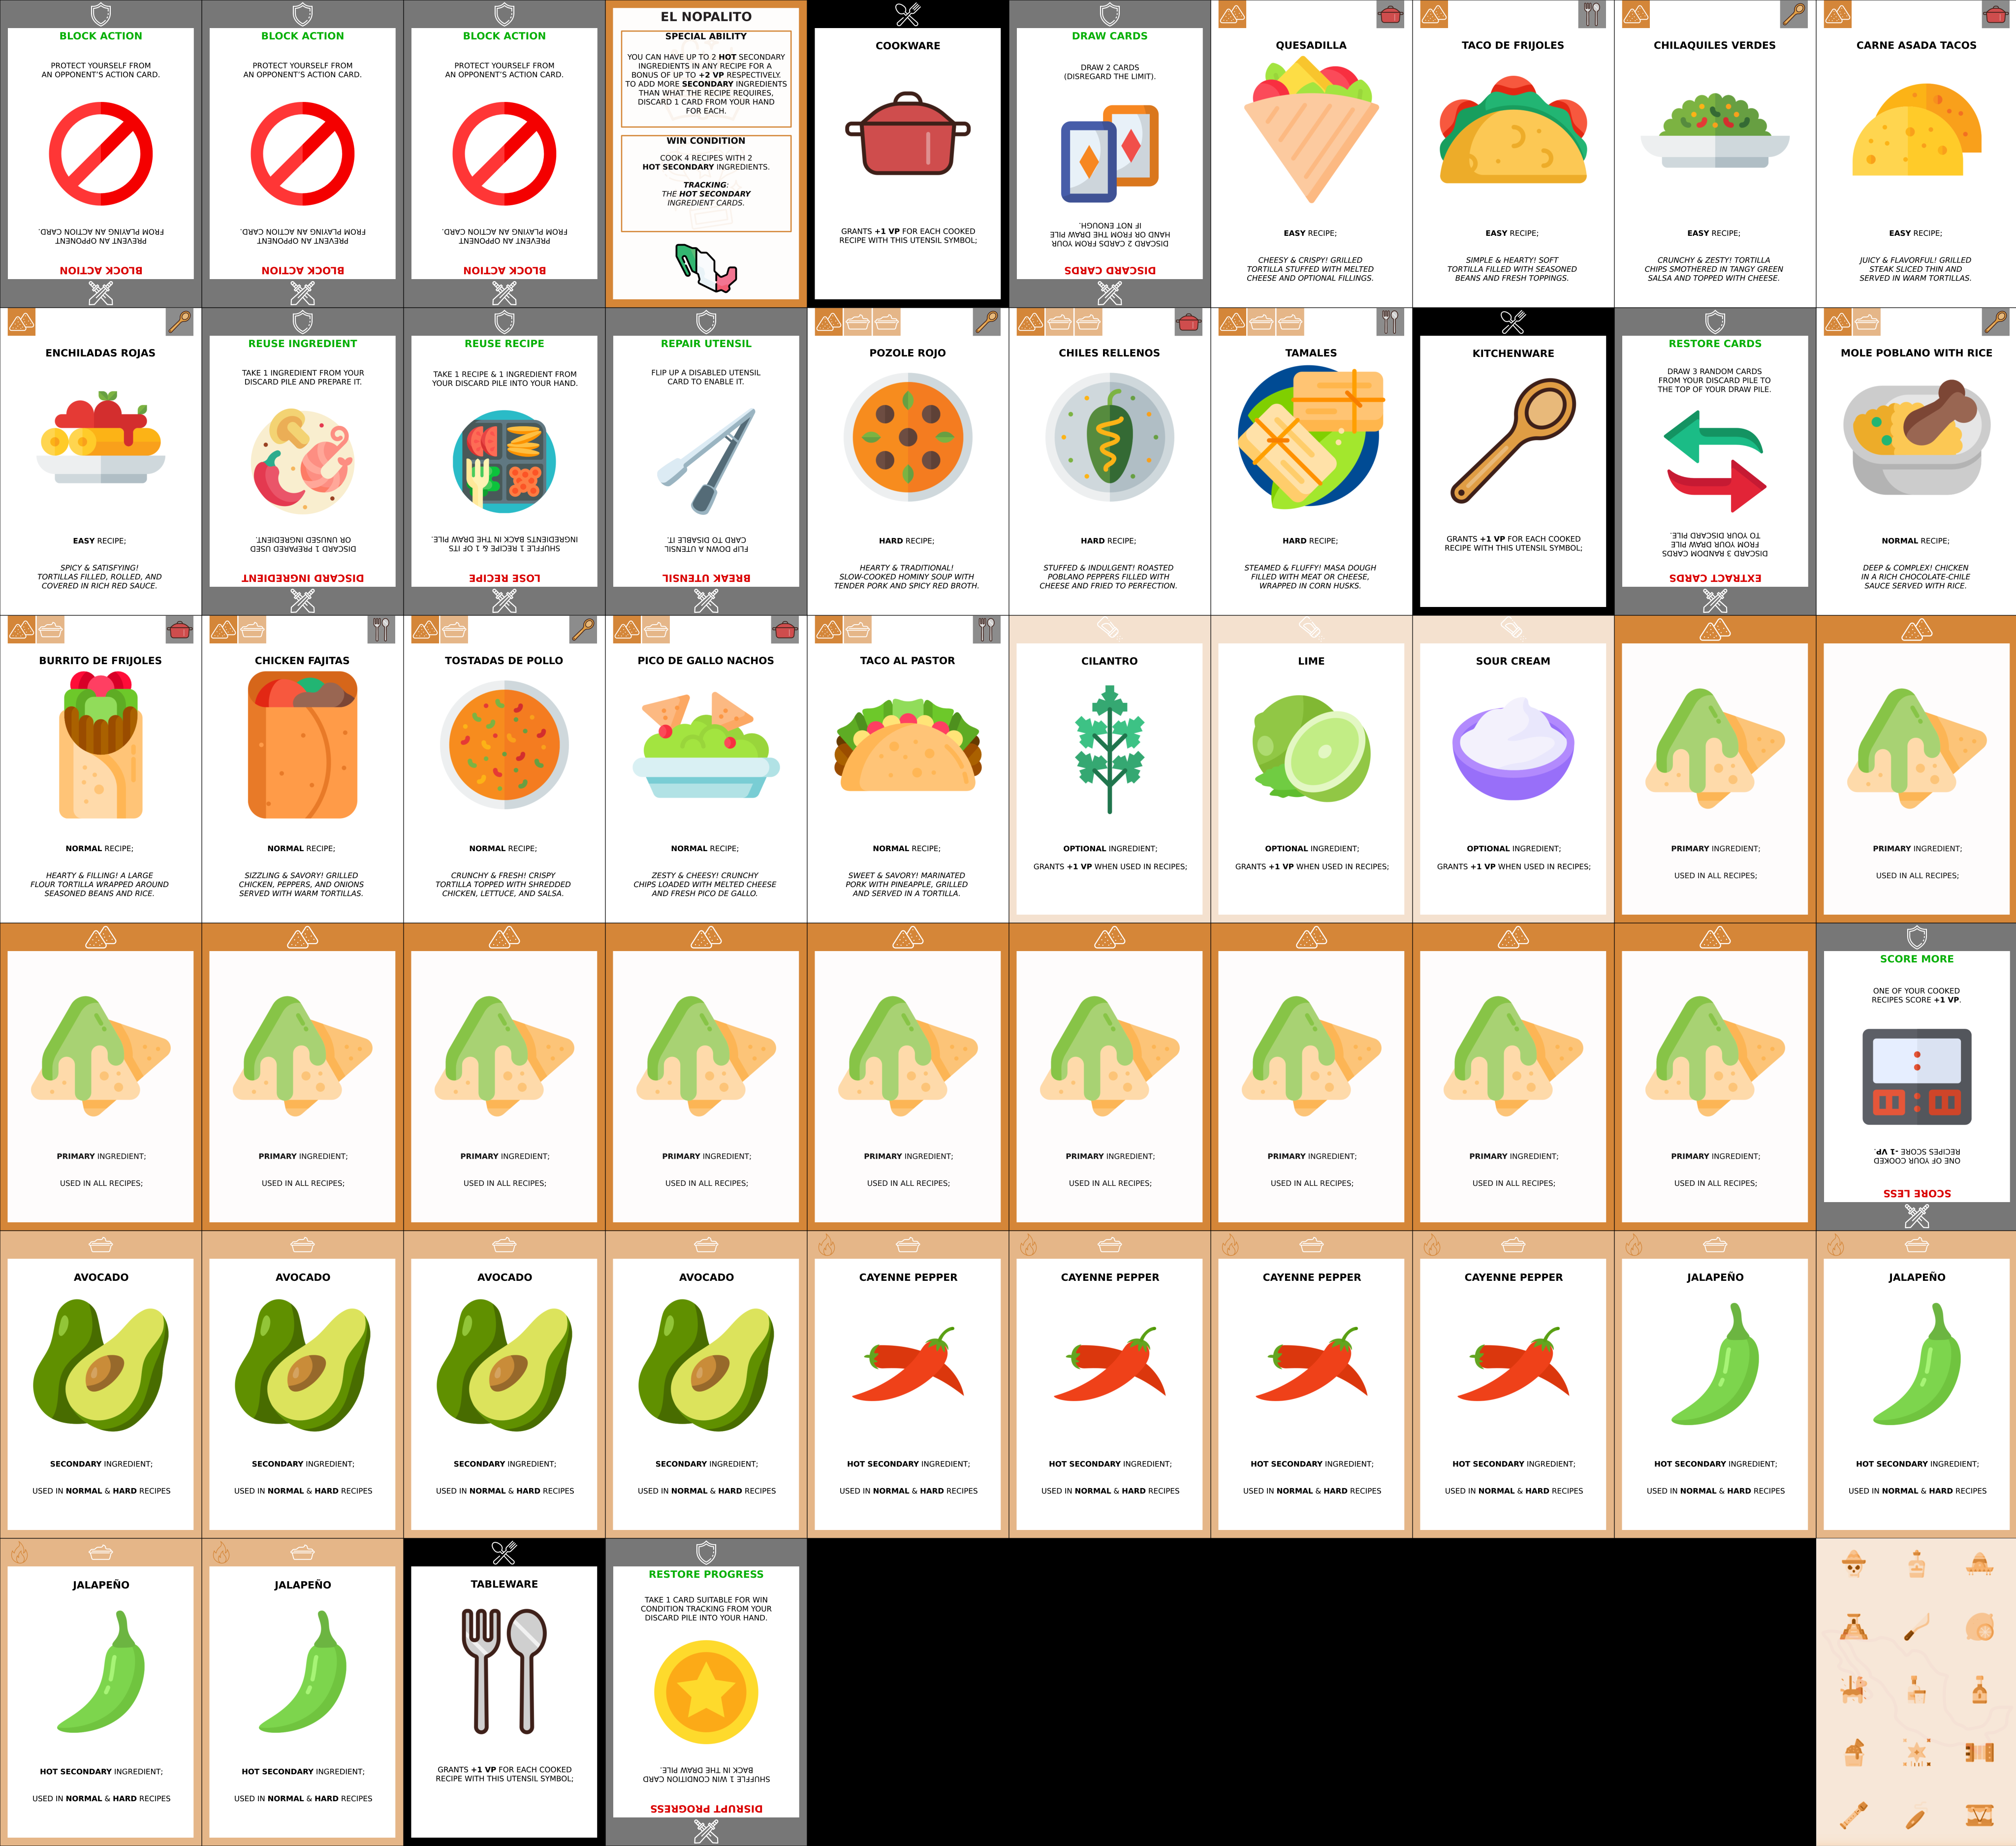 BLOCK ACTION
PROTECT YOURSELF FROM
AN OPPONENT'S ACTION CARD.
PREVENT AN OPPONENT
FROM PLAYING AN ACTION CARD.
BLOCK ACTION
BLOCK ACTION
PROTECT YOURSELF FROM
AN OPPONENT'S ACTION CARD.
PREVENT AN OPPONENT
FROM PLAYING AN ACTION CARD.
BLOCK ACTION
BLOCK ACTION
PROTECT YOURSELF FROM
AN OPPONENT'S ACTION CARD.
PREVENT AN OPPONENT
FROM PLAYING AN ACTION CARD.
BLOCK ACTION
EL NOPALITO
SPECIAL ABILITY
YOU CAN HAVE UP TO 2 HOT SECONDARY
INGREDIENTS IN ANY RECIPE FOR A
BONUS OF UP TO +2 VP RESPECTIVELY.
TO ADD MORE SECONDARY INGREDIENTS
THAN WHAT THE RECIPE REQUIRES,
DISCARD 1 CARD FROM YOUR HAND
FOR EACH.
WIN CONDITION
COOK 4 RECIPES WITH 2
HOT SECONDARY INGREDIENTS.
TRACKING:
THE HOT SECONDARY
INGREDIENT CARDS.
COOKWARE
GRANTS +1 VP FOR EACH COOKED
RECIPE WITH THIS UTENSIL SYMBOL;
DRAW CARDS
DRAW 2 CARDS
(DISREGARD THE LIMIT).
DISCARD 2 CARDS FROM YOUR
HAND OR FROM THE DRAW PILE
IF NOT ENOUGH.
DISCARD CARDS
QUESADILLA
EASY RECIPE;
CHEESY & CRISPY! GRILLED
TORTILLA STUFFED WITH MELTED
CHEESE AND OPTIONAL FILLINGS.
TACO DE FRIJOLES
EASY RECIPE;
SIMPLE & HEARTY! SOFT
TORTILLA FILLED WITH SEASONED
BEANS AND FRESH TOPPINGS.
CHILAQUILES VERDES
EASY RECIPE;
CRUNCHY & ZESTY! TORTILLA
CHIPS SMOTHERED IN TANGY GREEN
SALSA AND TOPPED WITH CHEESE.
CARNE ASADA TACOS
EASY RECIPE;
JUICY & FLAVORFUL! GRILLED
STEAK SLICED THIN AND
SERVED IN WARM TORTILLAS.
ENCHILADAS ROJAS
EASY RECIPE;
SPICY & SATISFYING!
TORTILLAS FILLED, ROLLED, AND
COVERED IN RICH RED SAUCE.
REUSE INGREDIENT
TAKE 1 INGREDIENT FROM YOUR
DISCARD PILE AND PREPARE IT.
DISCARD 1 PREPARED USED
OR UNUSED INGREDIENT.
DISCARD INGREDIENT
REUSE RECIPE
TAKE 1 RECIPE & 1 INGREDIENT FROM
YOUR DISCARD PILE INTO YOUR HAND.
SHUFFLE 1 RECIPE & 1 OF ITS
INGREDIENTS BACK IN THE DRAW PILE.
LOSE RECIPE
REPAIR UTENSIL
FLIP UP A DISABLED UTENSIL
CARD TO ENABLE IT.
FLIP DOWN A UTENSIL
CARD TO DISABLE IT.
BREAK UTENSIL
POZOLE ROJO
HARD RECIPE;
HEARTY & TRADITIONAL!
SLOW-COOKED HOMINY SOUP WITH
TENDER PORK AND SPICY RED BROTH.
CHILES RELLENOS
HARD RECIPE;
STUFFED & INDULGENT! ROASTED
POBLANO PEPPERS FILLED WITH
CHEESE AND FRIED TO PERFECTION.
TAMALES
HARD RECIPE;
STEAMED & FLUFFY! MASA DOUGH
FILLED WITH MEAT OR CHEESE,
WRAPPED IN CORN HUSKS.
KITCHENWARE
GRANTS +1 VP FOR EACH COOKED
RECIPE WITH THIS UTENSIL SYMBOL;
RESTORE CARDS
DRAW 3 RANDOM CARDS
FROM YOUR DISCARD PILE TO
THE TOP OF YOUR DRAW PILE.
DISCARD 3 RANDOM CARDS
FROM YOUR DRAW PILE
TO YOUR DISCARD PILE.
EXTRACT CARDS
MOLE POBLANO WITH RICE
NORMAL RECIPE;
DEEP & COMPLEX! CHICKEN
IN A RICH CHOCOLATE-CHILE
SAUCE SERVED WITH RICE.
BURRITO DE FRIJOLES
NORMAL RECIPE;
HEARTY & FILLING! A LARGE
FLOUR TORTILLA WRAPPED AROUND
SEASONED BEANS AND RICE.
CHICKEN FAJITAS
NORMAL RECIPE;
SIZZLING & SAVORY! GRILLED
CHICKEN, PEPPERS, AND ONIONS
SERVED WITH WARM TORTILLAS.
TOSTADAS DE POLLO
NORMAL RECIPE;
CRUNCHY & FRESH! CRISPY
TORTILLA TOPPED WITH SHREDDED
CHICKEN, LETTUCE, AND SALSA.
PICO DE GALLO NACHOS
NORMAL RECIPE;
ZESTY & CHEESY! CRUNCHY
CHIPS LOADED WITH MELTED CHEESE
AND FRESH PICO DE GALLO.
TACO AL PASTOR
NORMAL RECIPE;
SWEET & SAVORY! MARINATED
PORK WITH PINEAPPLE, GRILLED
AND SERVED IN A TORTILLA.
CILANTRO
OPTIONAL INGREDIENT;
GRANTS +1 VP WHEN USED IN RECIPES;
LIME
OPTIONAL INGREDIENT;
GRANTS +1 VP WHEN USED IN RECIPES;
SOUR CREAM
OPTIONAL INGREDIENT;
GRANTS +1 VP WHEN USED IN RECIPES;
PRIMARY INGREDIENT;
USED IN ALL RECIPES;
PRIMARY INGREDIENT;
USED IN ALL RECIPES;
PRIMARY INGREDIENT;
USED IN ALL RECIPES;
PRIMARY INGREDIENT;
USED IN ALL RECIPES;
PRIMARY INGREDIENT;
USED IN ALL RECIPES;
PRIMARY INGREDIENT;
USED IN ALL RECIPES;
PRIMARY INGREDIENT;
USED IN ALL RECIPES;
PRIMARY INGREDIENT;
USED IN ALL RECIPES;
PRIMARY INGREDIENT;
USED IN ALL RECIPES;
PRIMARY INGREDIENT;
USED IN ALL RECIPES;
PRIMARY INGREDIENT;
USED IN ALL RECIPES;
SCORE MORE
ONE OF YOUR COOKED
RECIPES SCORE +1 VP.
ONE OF YOUR COOKED
RECIPES SCORE -1 VP.
SCORE LESS
AVOCADO
SECONDARY INGREDIENT;
USED IN NORMAL & HARD RECIPES
AVOCADO
SECONDARY INGREDIENT;
USED IN NORMAL & HARD RECIPES
AVOCADO
SECONDARY INGREDIENT;
USED IN NORMAL & HARD RECIPES
AVOCADO
SECONDARY INGREDIENT;
USED IN NORMAL & HARD RECIPES
CAYENNE PEPPER
HOT SECONDARY INGREDIENT;
USED IN NORMAL & HARD RECIPES
CAYENNE PEPPER
HOT SECONDARY INGREDIENT;
USED IN NORMAL & HARD RECIPES
CAYENNE PEPPER
HOT SECONDARY INGREDIENT;
USED IN NORMAL & HARD RECIPES
CAYENNE PEPPER
HOT SECONDARY INGREDIENT;
USED IN NORMAL & HARD RECIPES
JALAPEÑO
HOT SECONDARY INGREDIENT;
USED IN NORMAL & HARD RECIPES
JALAPEÑO
HOT SECONDARY INGREDIENT;
USED IN NORMAL & HARD RECIPES
JALAPEÑO
HOT SECONDARY INGREDIENT;
USED IN NORMAL & HARD RECIPES
JALAPEÑO
HOT SECONDARY INGREDIENT;
USED IN NORMAL & HARD RECIPES
TABLEWARE
GRANTS +1 VP FOR EACH COOKED
RECIPE WITH THIS UTENSIL SYMBOL;
RESTORE PROGRESS
TAKE 1 CARD SUITABLE FOR WIN
CONDITION TRACKING FROM YOUR
DISCARD PILE INTO YOUR HAND.
SHUFFLE 1 WIN CONDITION CARD
BACK IN THE DRAW PILE.
DISRUPT PROGRESS